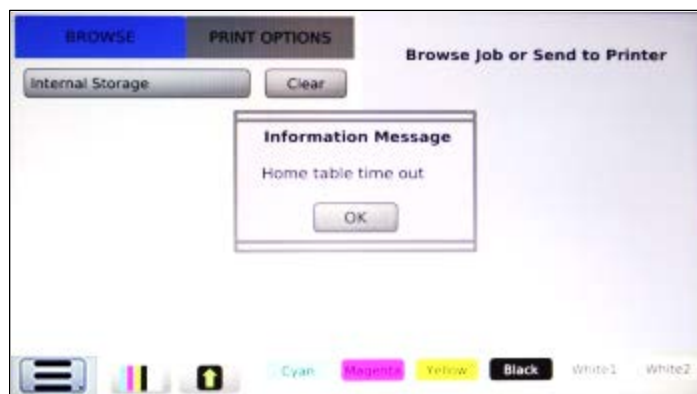 BROWSE
PRINT OPTIONS
Browse Job or Send to Printer
Internal Storage
Clear
Information Message
Home table time out
OK
Cyan
Magenta
Yellow
Black
White1
White2